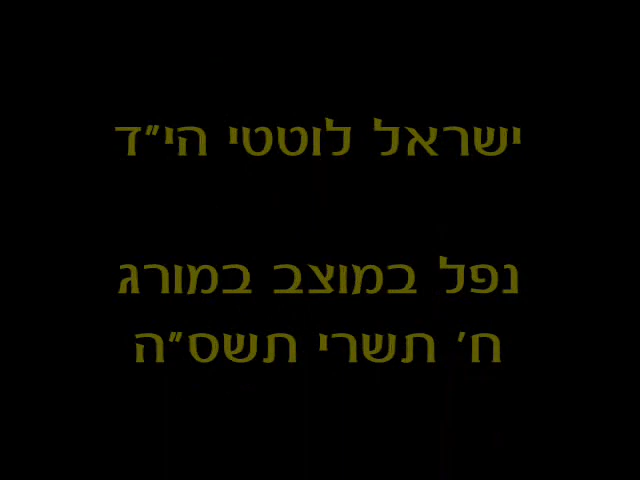 ישראל לוטטי הי"ד
נפל במוצב במורג
ח' תשרי תשס"ה